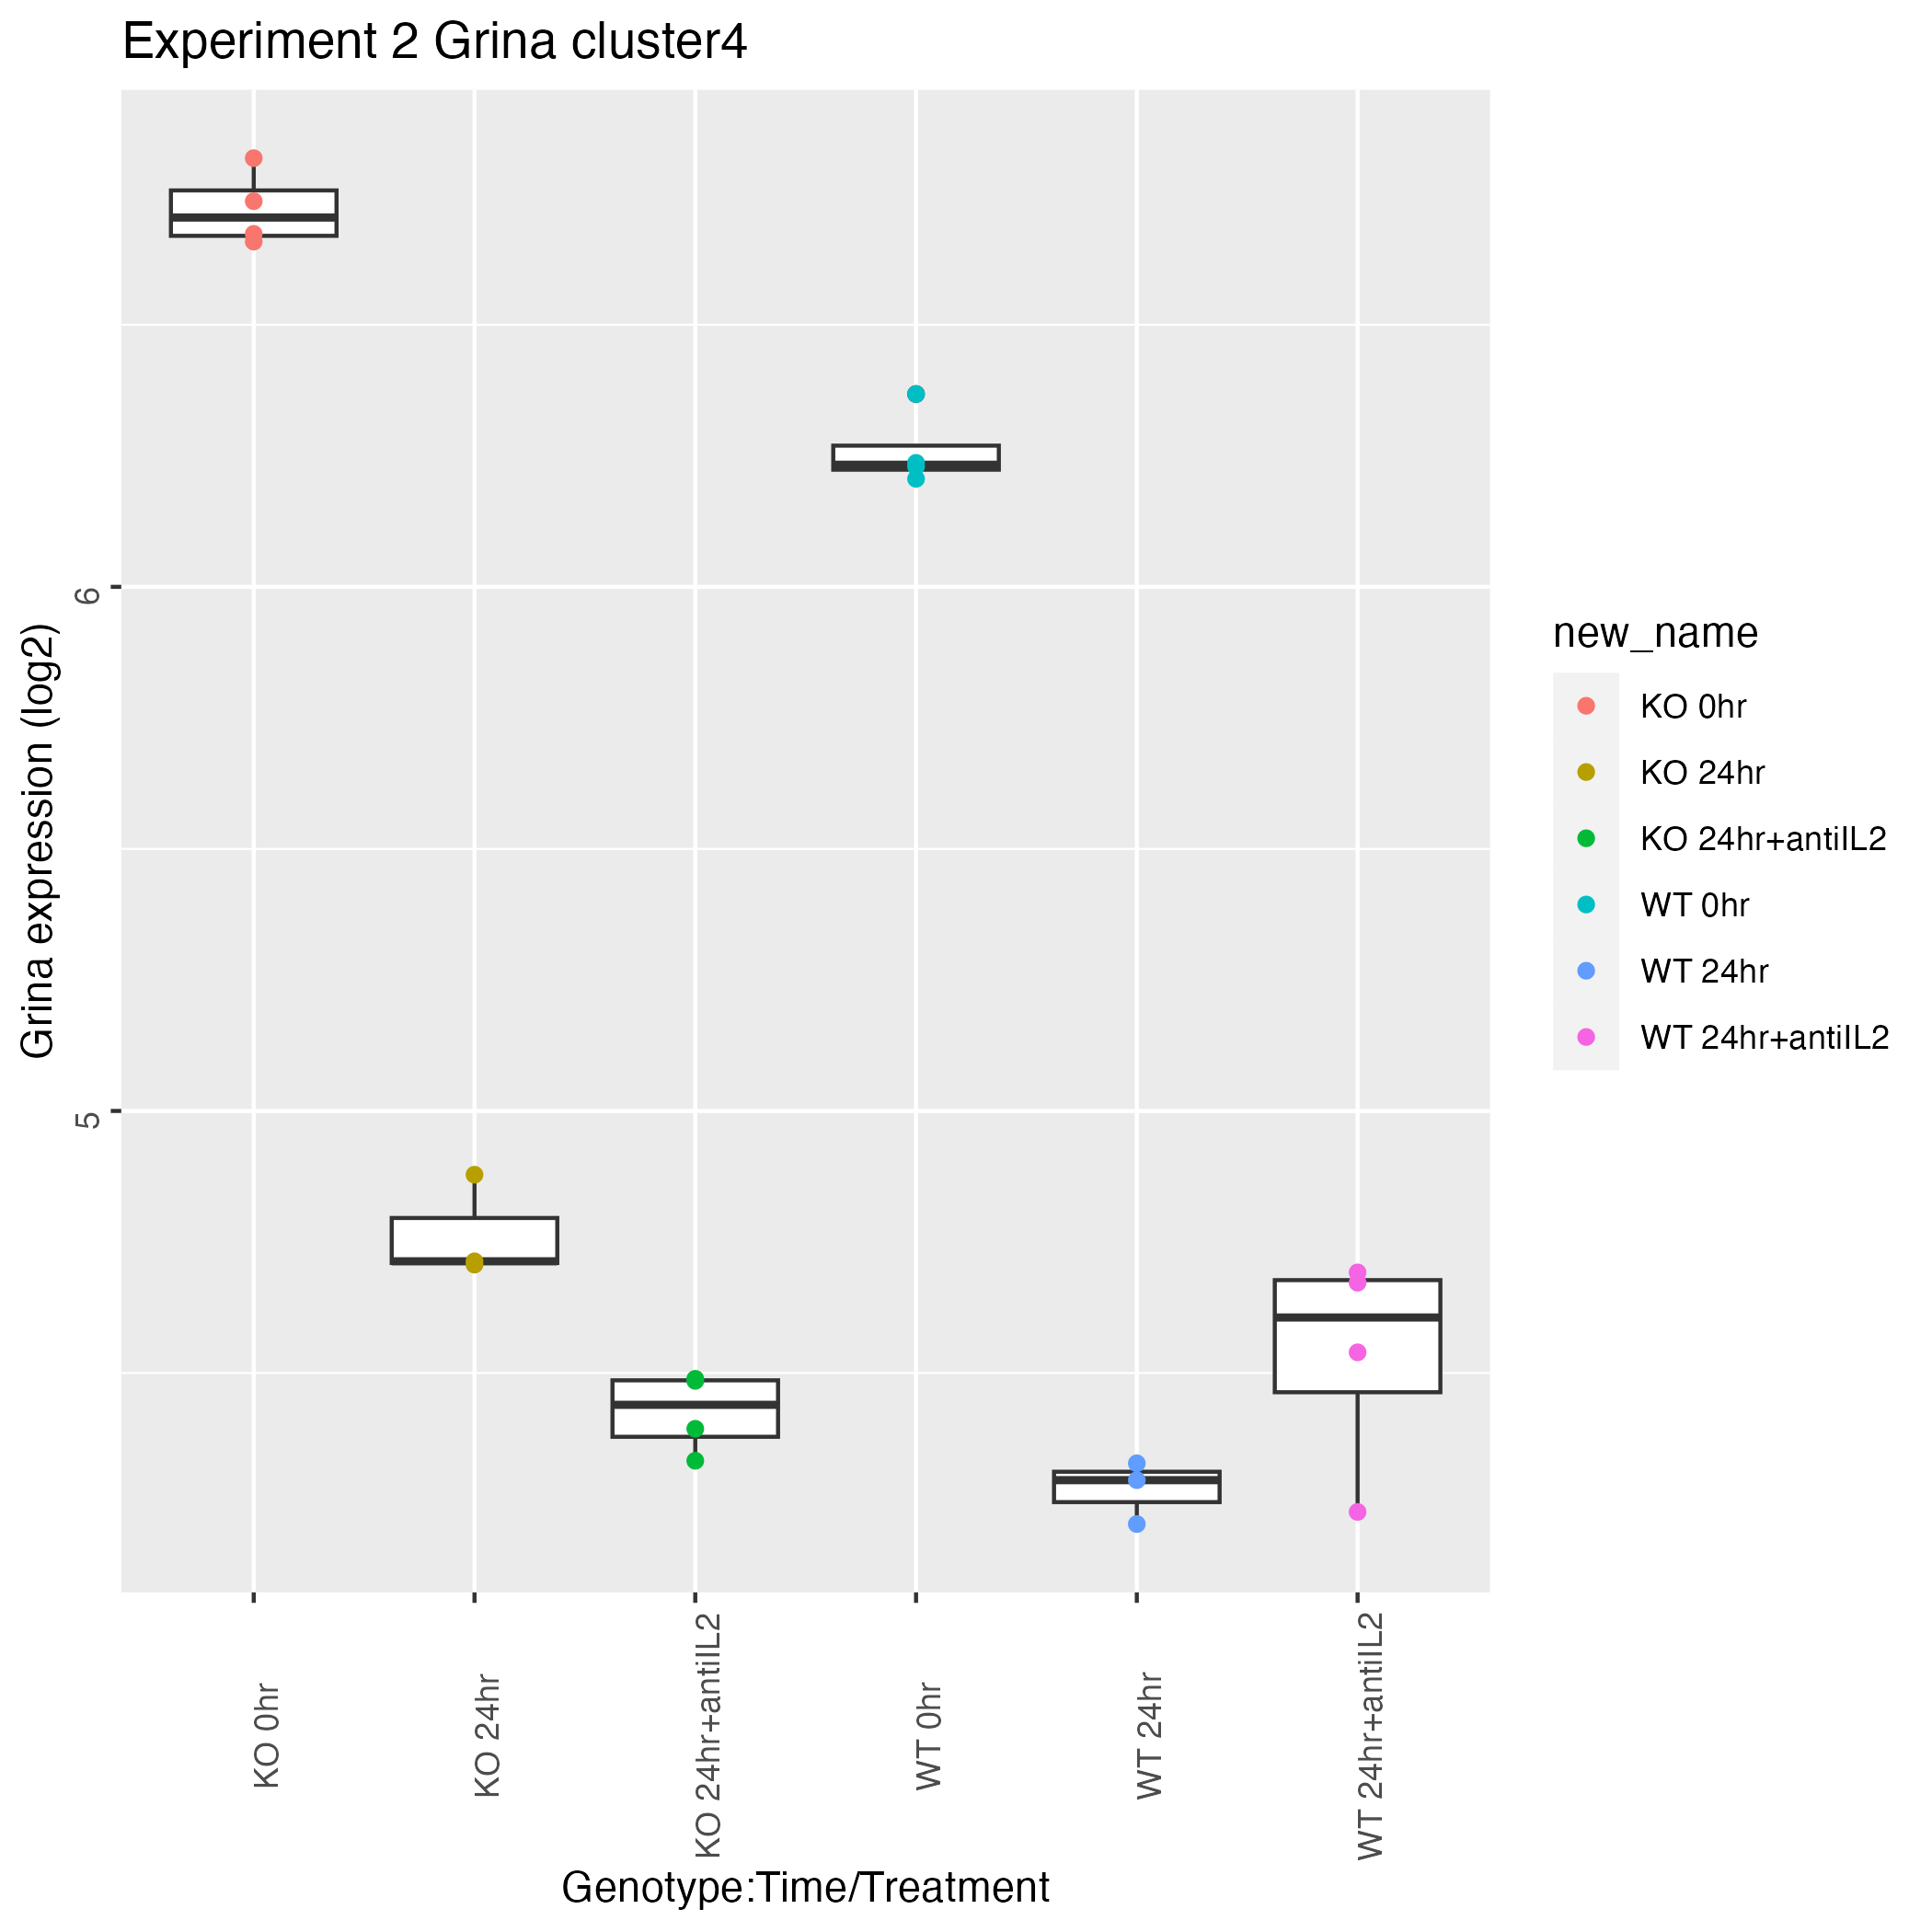 Experiment 2 Grina cluster4
Grina expression (log2)
6
5
KO 0hr
KO 24hr
KO 24hr+antiIL2
WT 0hr
WT 24hr
WT 24hr+antiIL2
Genotype:Time/Treatment
new_name
KO 0hr
KO 24hr
KO 24hr+antiIL2
WT 0hr
WT 24hr
WT 24hr+antiIL2